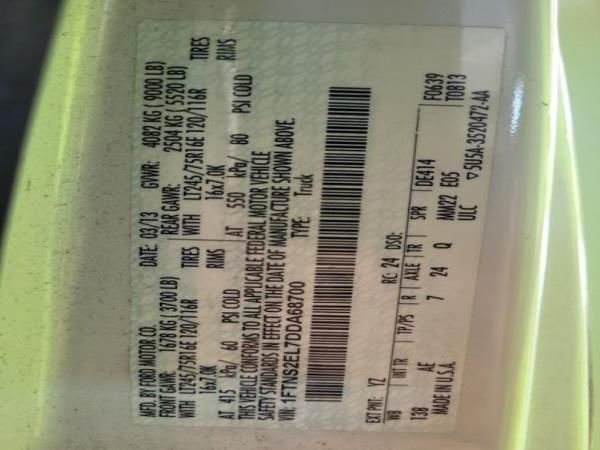 MFD. BY FORD MOTOR CO. DATE: 03/13 GVWR: 4082 KG ( 9000 LB)
FRONT GAWR: 1678 KG ( 3700 LB) REAR GAWR: 2504 KG ( 5520 LB)
WITH LT245/75R16E 120/116R TIRES WITH LT245/75R16E 120/116R TIRES
16x7.0K RIMS 16x7.0K RIMS
AT 415 kPa/ 60 PSI COLD AT 550 kPa/ 80 PSI COLD
THIS VEHICLE CONFORMS TO ALL APPLICABLE FEDERAL MOTOR VEHICLE
SAFETY STANDARDS IN EFFECT ON THE DATE OF MANUFACTURE SHOWN ABOVE.
VIN: 1FTNS2EL7DDA68700 TYPE: Truck
F0639
T0813
EXT PNT: YZ RC: 24 DSO:
WB INT TR TP/PS R AXLE TR SPR DE414
138 AE 7 24 Q MM22 E05
MADE IN U.S.A. ULC
▽5U5A-3520472-AA